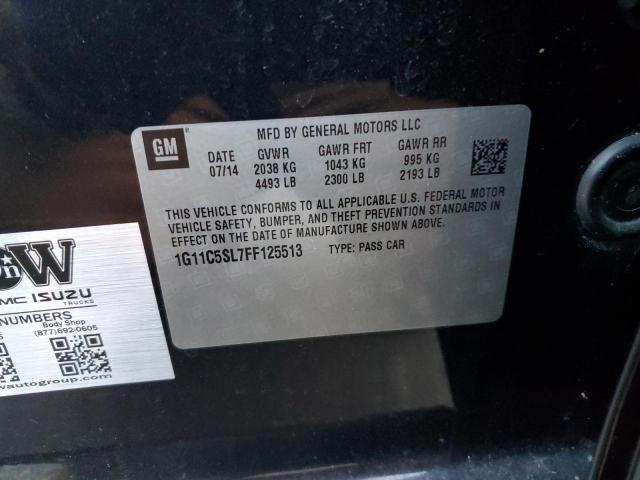 GM
MFD BY GENERAL MOTORS LLC
07/14 GVWR GAWR FRT GAWR RR
2038 KG 1043 KG 995 KG
4493 LB 2300 LB 2193 LB
THIS VEHICLE CONFORMS TO ALL APPLICABLE U.S. FEDERAL MOTOR
VEHICLE SAFETY, BUMPER, AND THEFT PREVENTION STANDARDS IN
EFFECT ON THE DATE OF MANUFACTURE SHOWN ABOVE.
1G11C5SL7FF125513 TYPE: PASS CAR
W
MC ISUZU
TRUCKS
NUMBERS
Body Shop
(877)692-0605
wautogroup.com